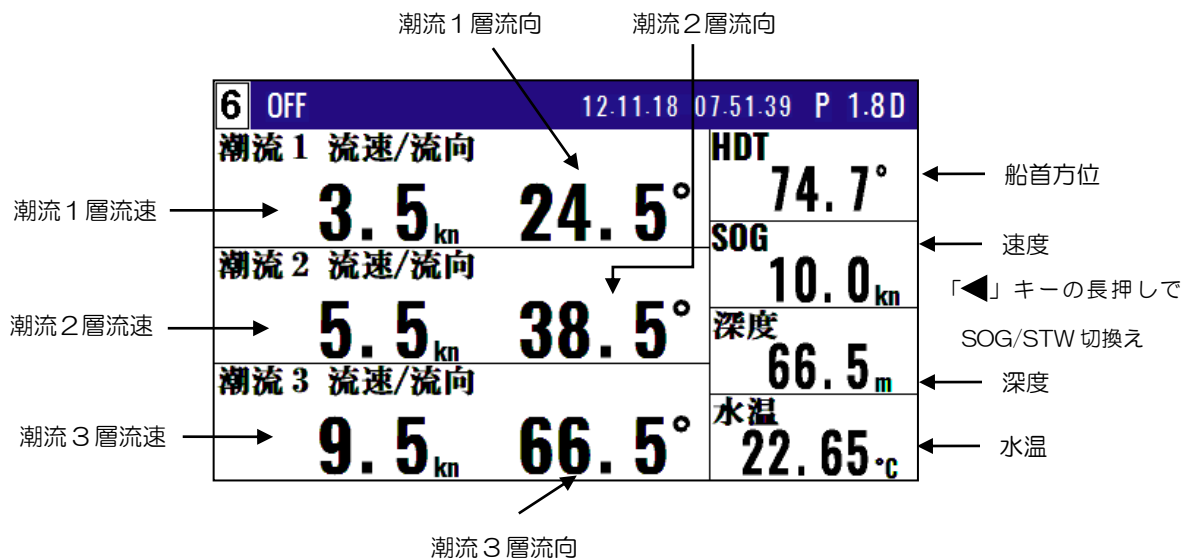 潮流1層流向 潮流2層流向
6 OFF 12.11.18 07.51.39 P 1.8D
潮流1 流速/流向
潮流1層流速
3.5kn 24.5°
潮流2 流速/流向
潮流2層流速
5.5kn 38.5°
潮流3 流速/流向
潮流3層流速
9.5kn 66.5°
HDT
74.7°
船首方位
SOG
10.0kn
速度
「◀」キーの長押しで
SOG/STW切換え
深度
66.5m
深度
水温
22.65℃
水温
潮流3層流向